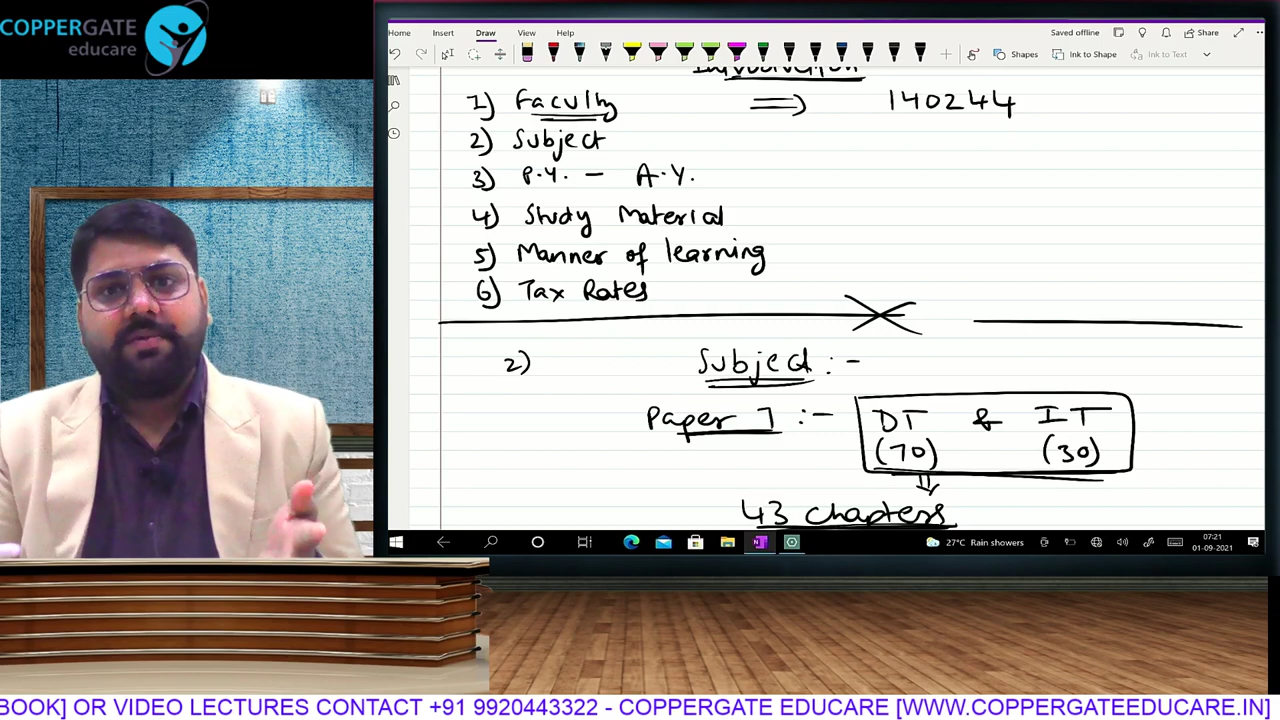 COPPERGATE
educare
Home Insert Draw View Help
Saved offline
Share
Shapes
Ink to Shape
Ink to Text
Introduction
1) Faculty ⇒ 140244
2) Subject
3) P.Y. - A.Y.
4) Study Material
5) Manner of learning
6) Tax Rates
2) Subject :-
Paper 7 :- DT & IT
(70) (30)
43 chapters
27°C Rain showers
07:21
01-09-2021
BOOK] OR VIDEO LECTURES CONTACT +91 9920443322 - COPPERGATE EDUCARE [WWW.COPPERGATEEDUCARE.IN]